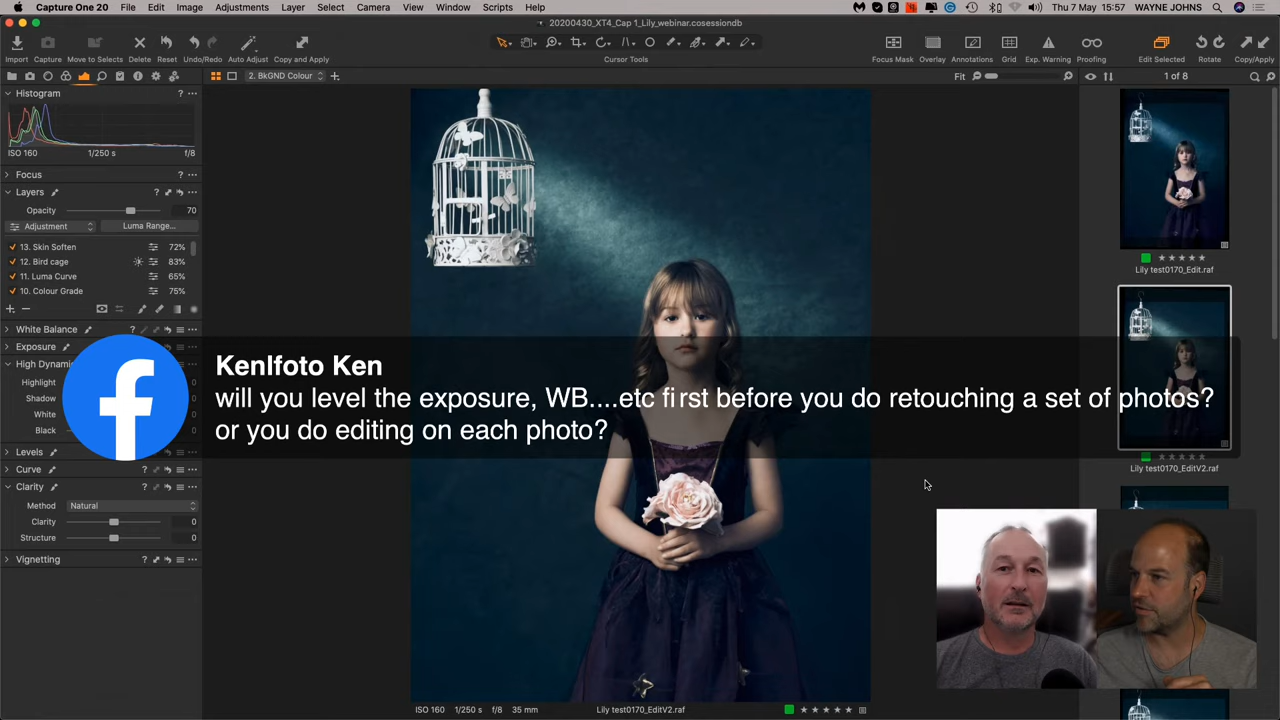 Capture One 20 File Edit Image Adjustments Layer Select Camera View Window Scripts Help Thu 7 May 15:57 WAYNE JOHNS
20200430_XT4_Cap 1_Lily_webinar.cosessiondb
Import Capture Move to Selects Delete Reset Undo/Redo Auto Adjust Copy and Apply Cursor Tools Focus Mask Overlay Annotations Grid Exp. Warning Proofing Edit Selected Rotate Copy/Apply
2. BkGND Colour Fit 1 of 8
Histogram
ISO 160 1/250 s f/8
Focus
Layers
Opacity 70
Adjustment Luma Range...
13. Skin Soften 72%
12. Bird cage 83%
11. Luma Curve 65%
10. Colour Grade 75%
White Balance
Exposure
High Dynamic
Highlight
Shadow
White
Black
Levels
Curve
Clarity
Method Natural
Clarity 0
Structure 0
Vignetting
Lily test0170_Edit.raf
Lily test0170_EditV2.raf
KenIfoto Ken
will you level the exposure, WB....etc first before you do retouching a set of photos?
or you do editing on each photo?
ISO 160 1/250 s f/8 35 mm Lily test0170_EditV2.raf